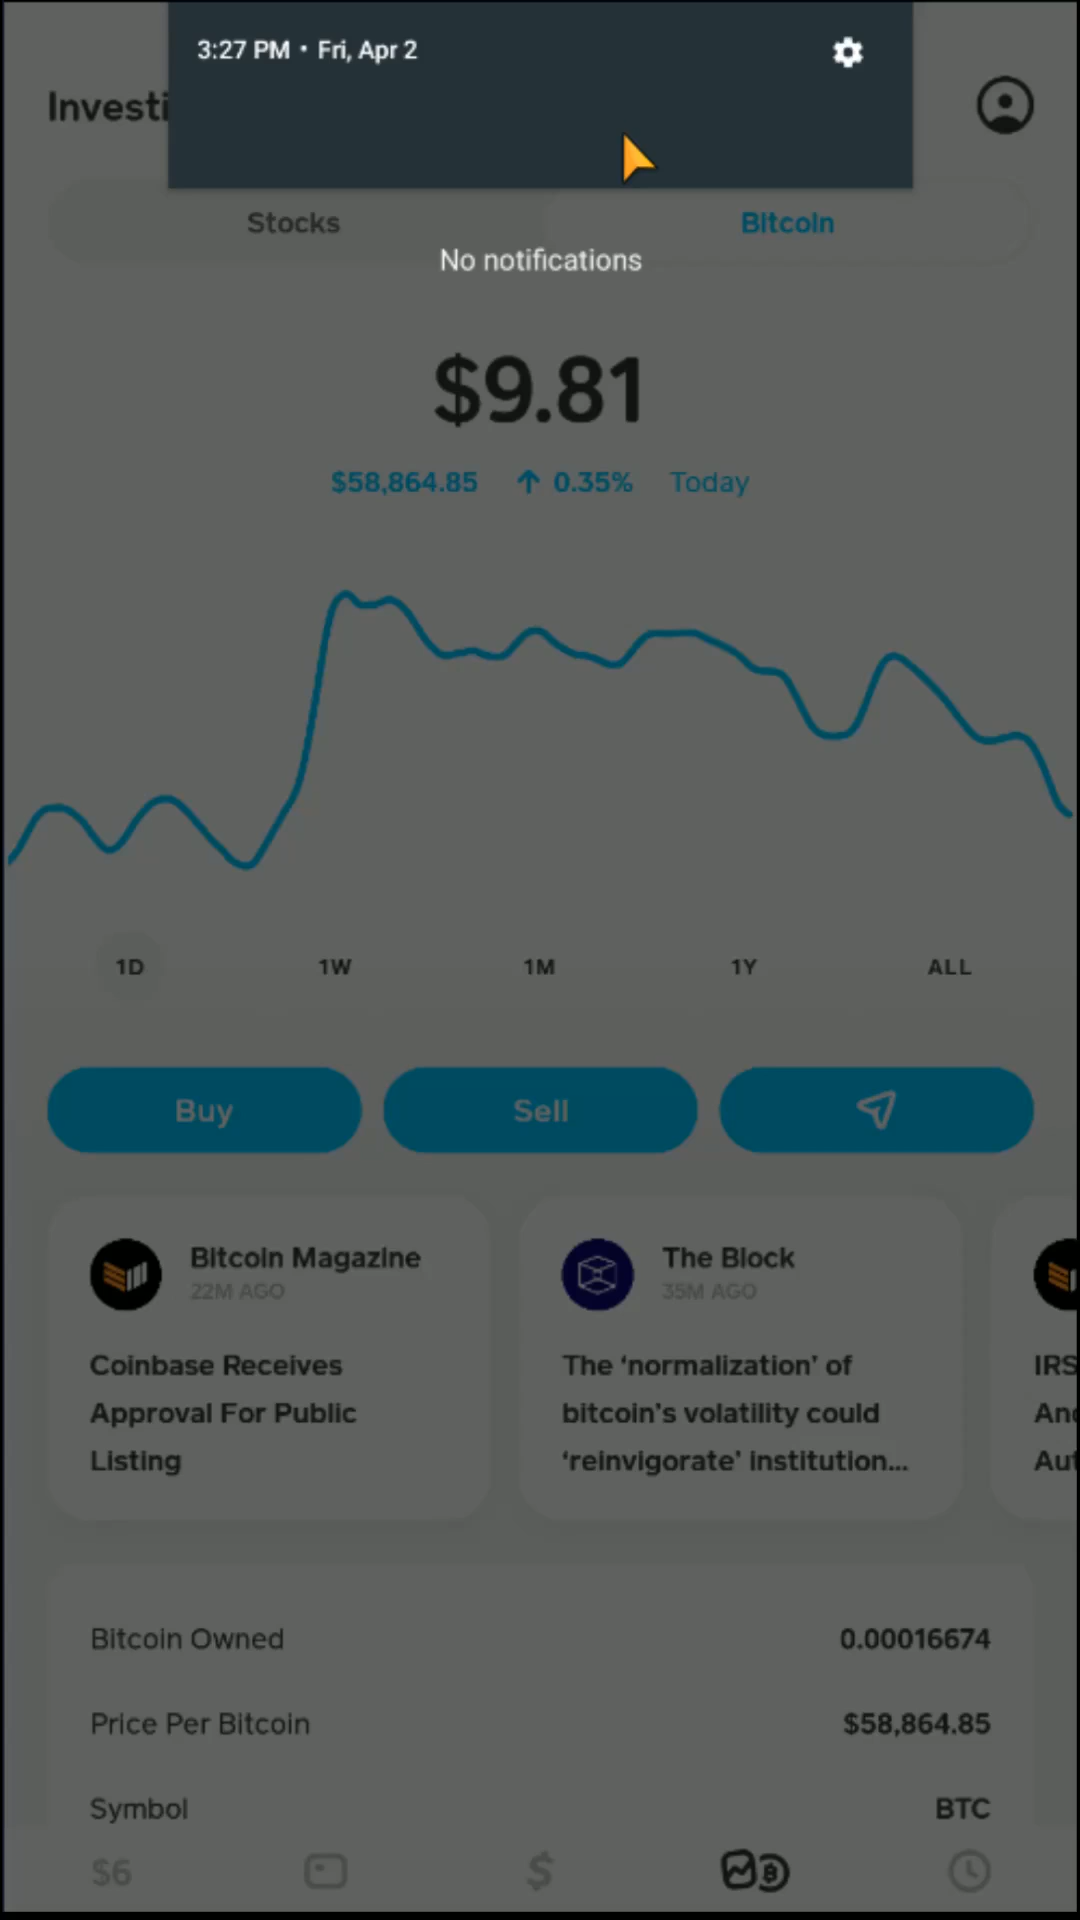 3:27 PM • Fri, Apr 2
Investi
Stocks
Bitcoin
No notifications
$9.81
$58,864.85 ↑ 0.35% Today
1D
1W
1M
1Y
ALL
Buy
Sell
Bitcoin Magazine
22M AGO
Coinbase Receives
Approval For Public
Listing
The Block
35M AGO
The ‘normalization’ of
bitcoin’s volatility could
‘reinvigorate’ institution...
IRS
And
Aut
Bitcoin Owned
0.00016674
Price Per Bitcoin
$58,864.85
Symbol
BTC
$6
$